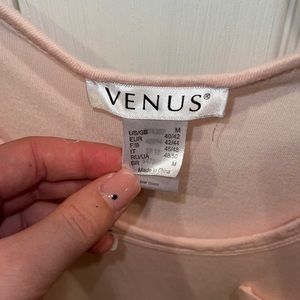 VENUS®
US/GB M
EUR 40/42
F/B 42/44
IT 46/48
RU/UA 48/50
BR M
Made in China